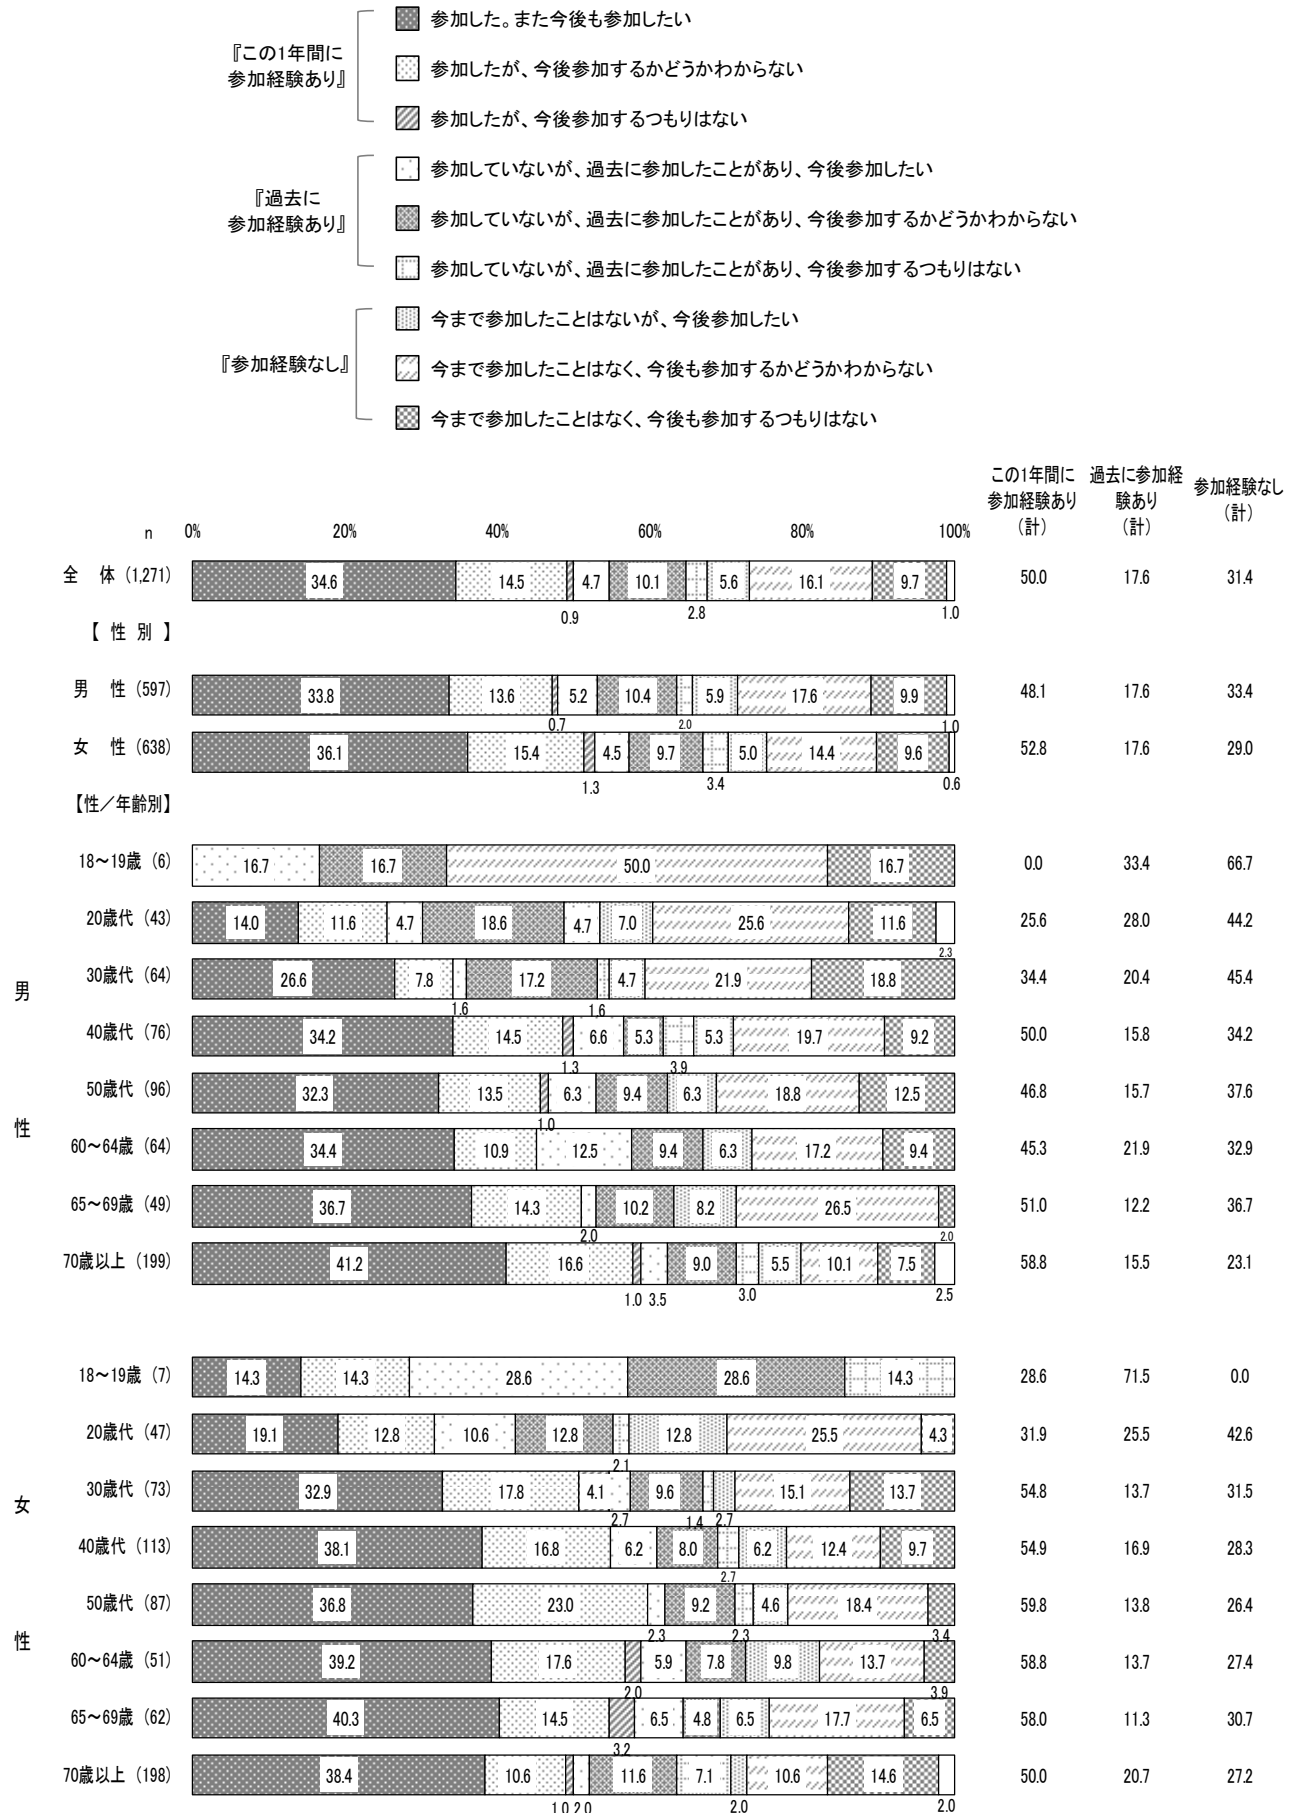 『この1年間に
参加経験あり』
参加した。また今後も参加したい
参加したが、今後参加するかどうかわからない
参加したが、今後参加するつもりはない
『過去に
参加経験あり』
参加していないが、過去に参加したことがあり、今後参加したい
参加していないが、過去に参加したことがあり、今後参加するかどうかわからない
参加していないが、過去に参加したことがあり、今後参加するつもりはない
『参加経験なし』
今まで参加したことはないが、今後参加したい
今まで参加したことはなく、今後も参加するかどうかわからない
今まで参加したことはなく、今後も参加するつもりはない
この1年間に 過去に参加経 参加経験なし
参加経験あり 験あり (計)
(計) (計)
n 0% 20% 40% 60% 80% 100%
全 体 (1,271) 34.6 14.5 4.7 10.1 5.6 16.1 9.7 50.0 17.6 31.4
0.9 2.8 1.0
【 性 別 】
男 性 (597) 33.8 13.6 5.2 10.4 5.9 17.6 9.9 48.1 17.6 33.4
0.7 2.0 1.0
女 性 (638) 36.1 15.4 4.5 9.7 5.0 14.4 9.6 52.8 17.6 29.0
1.3 3.4 0.6
【性／年齢別】
男
性
18～19歳 (6) 16.7 16.7 50.0 16.7 0.0 33.4 66.7
20歳代 (43) 14.0 11.6 4.7 18.6 4.7 7.0 25.6 11.6 25.6 28.0 44.2
2.3
30歳代 (64) 26.6 7.8 17.2 4.7 21.9 18.8 34.4 20.4 45.4
1.6 1.6
40歳代 (76) 34.2 14.5 6.6 5.3 5.3 19.7 9.2 50.0 15.8 34.2
1.3 3.9
50歳代 (96) 32.3 13.5 6.3 9.4 6.3 18.8 12.5 46.8 15.7 37.6
1.0
60～64歳 (64) 34.4 10.9 12.5 9.4 6.3 17.2 9.4 45.3 21.9 32.9
65～69歳 (49) 36.7 14.3 10.2 8.2 26.5 51.0 12.2 36.7
2.0 2.0
70歳以上 (199) 41.2 16.6 9.0 5.5 10.1 7.5 58.8 15.5 23.1
1.0 3.5 3.0 2.5
女
性
18～19歳 (7) 14.3 14.3 28.6 28.6 14.3 28.6 71.5 0.0
20歳代 (47) 19.1 12.8 10.6 12.8 12.8 25.5 4.3 31.9 25.5 42.6
2.1
30歳代 (73) 32.9 17.8 4.1 9.6 15.1 13.7 54.8 13.7 31.5
2.7 1.4 2.7
40歳代 (113) 38.1 16.8 6.2 8.0 6.2 12.4 9.7 54.9 16.9 28.3
2.7
50歳代 (87) 36.8 23.0 9.2 4.6 18.4 59.8 13.8 26.4
2.3 2.3 3.4
60～64歳 (51) 39.2 17.6 5.9 7.8 9.8 13.7 58.8 13.7 27.4
2.0 3.9
65～69歳 (62) 40.3 14.5 6.5 4.8 6.5 17.7 6.5 58.0 11.3 30.7
3.2
70歳以上 (198) 38.4 10.6 11.6 7.1 10.6 14.6 50.0 20.7 27.2
1.0 2.0 2.0 2.0